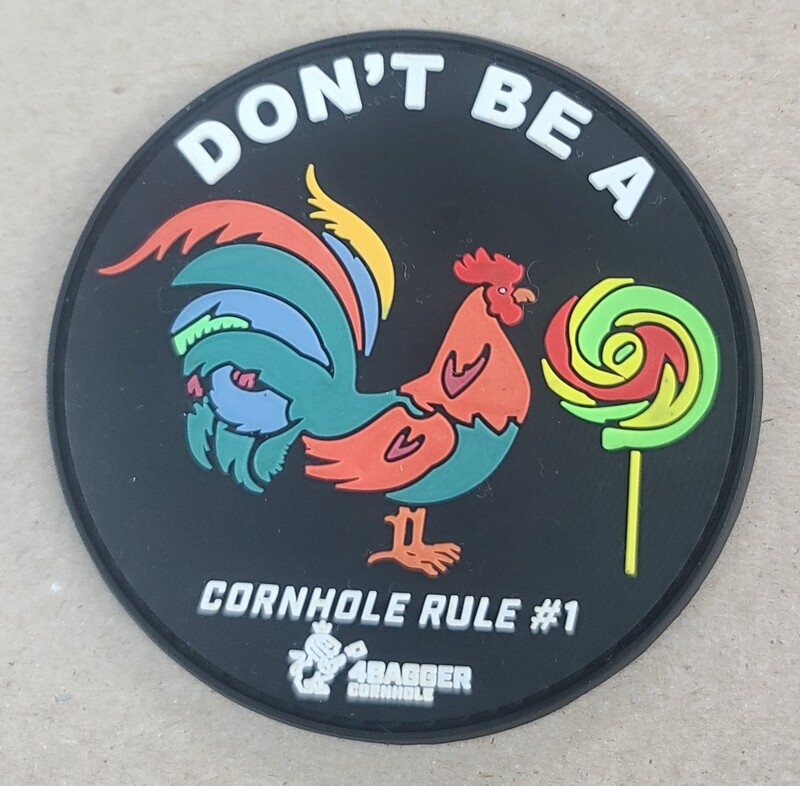 DON'T BE A
CORNHOLE RULE #1
4BAGGER
CORNHOLE